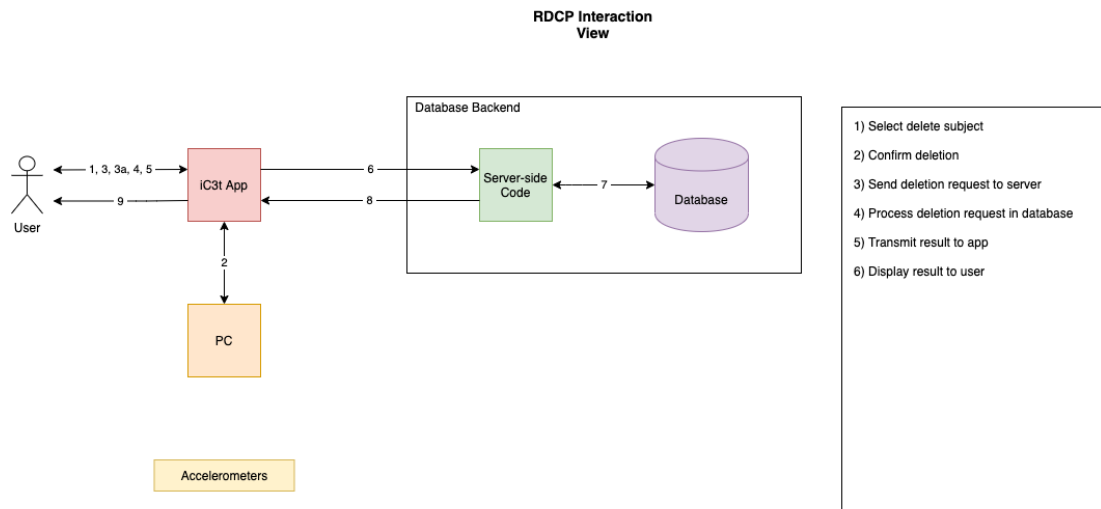 RDCP Interaction
View
Database Backend
1) Select delete subject
2) Confirm deletion
3) Send deletion request to server
4) Process deletion request in database
5) Transmit result to app
6) Display result to user
1, 3, 3a, 4, 5
iC3t App
6
Server-side
Code
7
Database
9
8
User
2
PC
Accelerometers